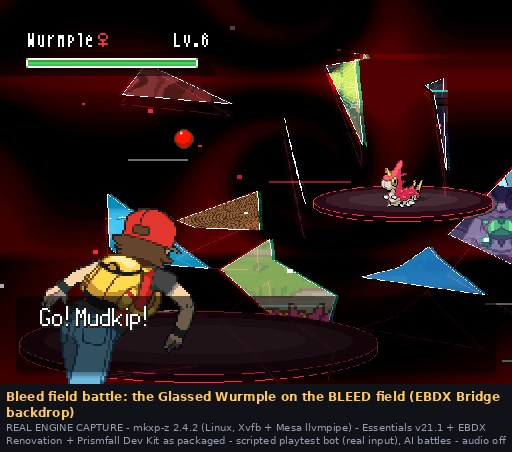 Wurmple♀ Lv.6
Go! Mudkip!
Bleed field battle: the Glassed Wurmple on the BLEED field (EBDX Bridge
backdrop)
REAL ENGINE CAPTURE - mkxp-z 2.4.2 (Linux, Xvfb + Mesa llvmpipe) - Essentials v21.1 + EBDX
Renovation + Prismfall Dev Kit as packaged - scripted playtest bot (real input), AI battles - audio off